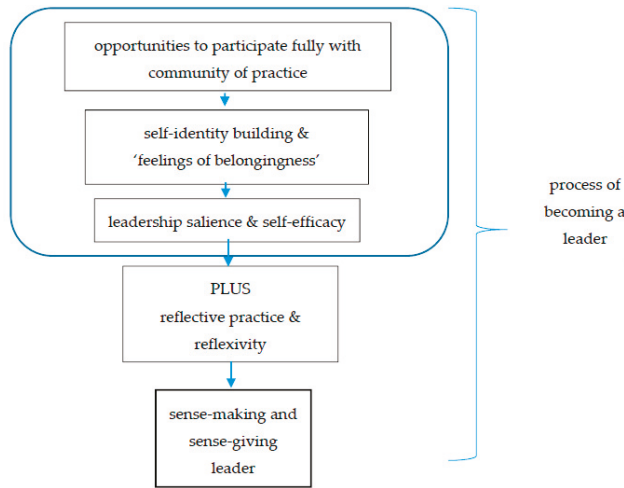 opportunities to participate fully with
community of practice
self-identity building &
‘feelings of belongingness’
leadership salience & self-efficacy
PLUS
reflective practice &
reflexivity
sense-making and
sense-giving
leader
process of
becoming a
leader